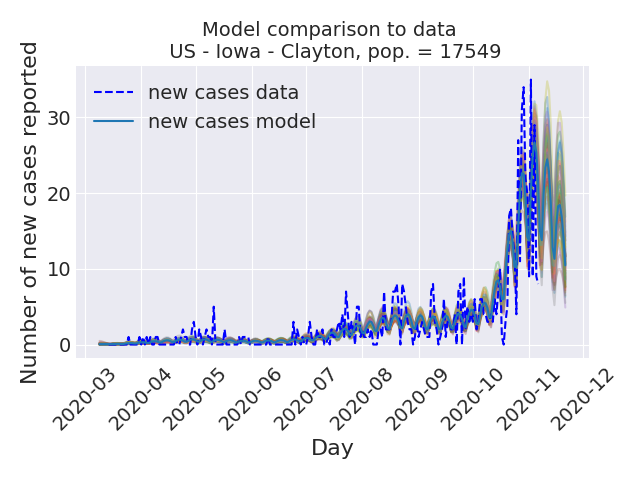 Model comparison to data
US - Iowa - Clayton, pop. = 17549
Number of new cases reported
30
20
10
0
new cases data
new cases model
2020-03
2020-04
2020-05
2020-06
2020-07
2020-08
2020-09
2020-10
2020-11
2020-12
Day